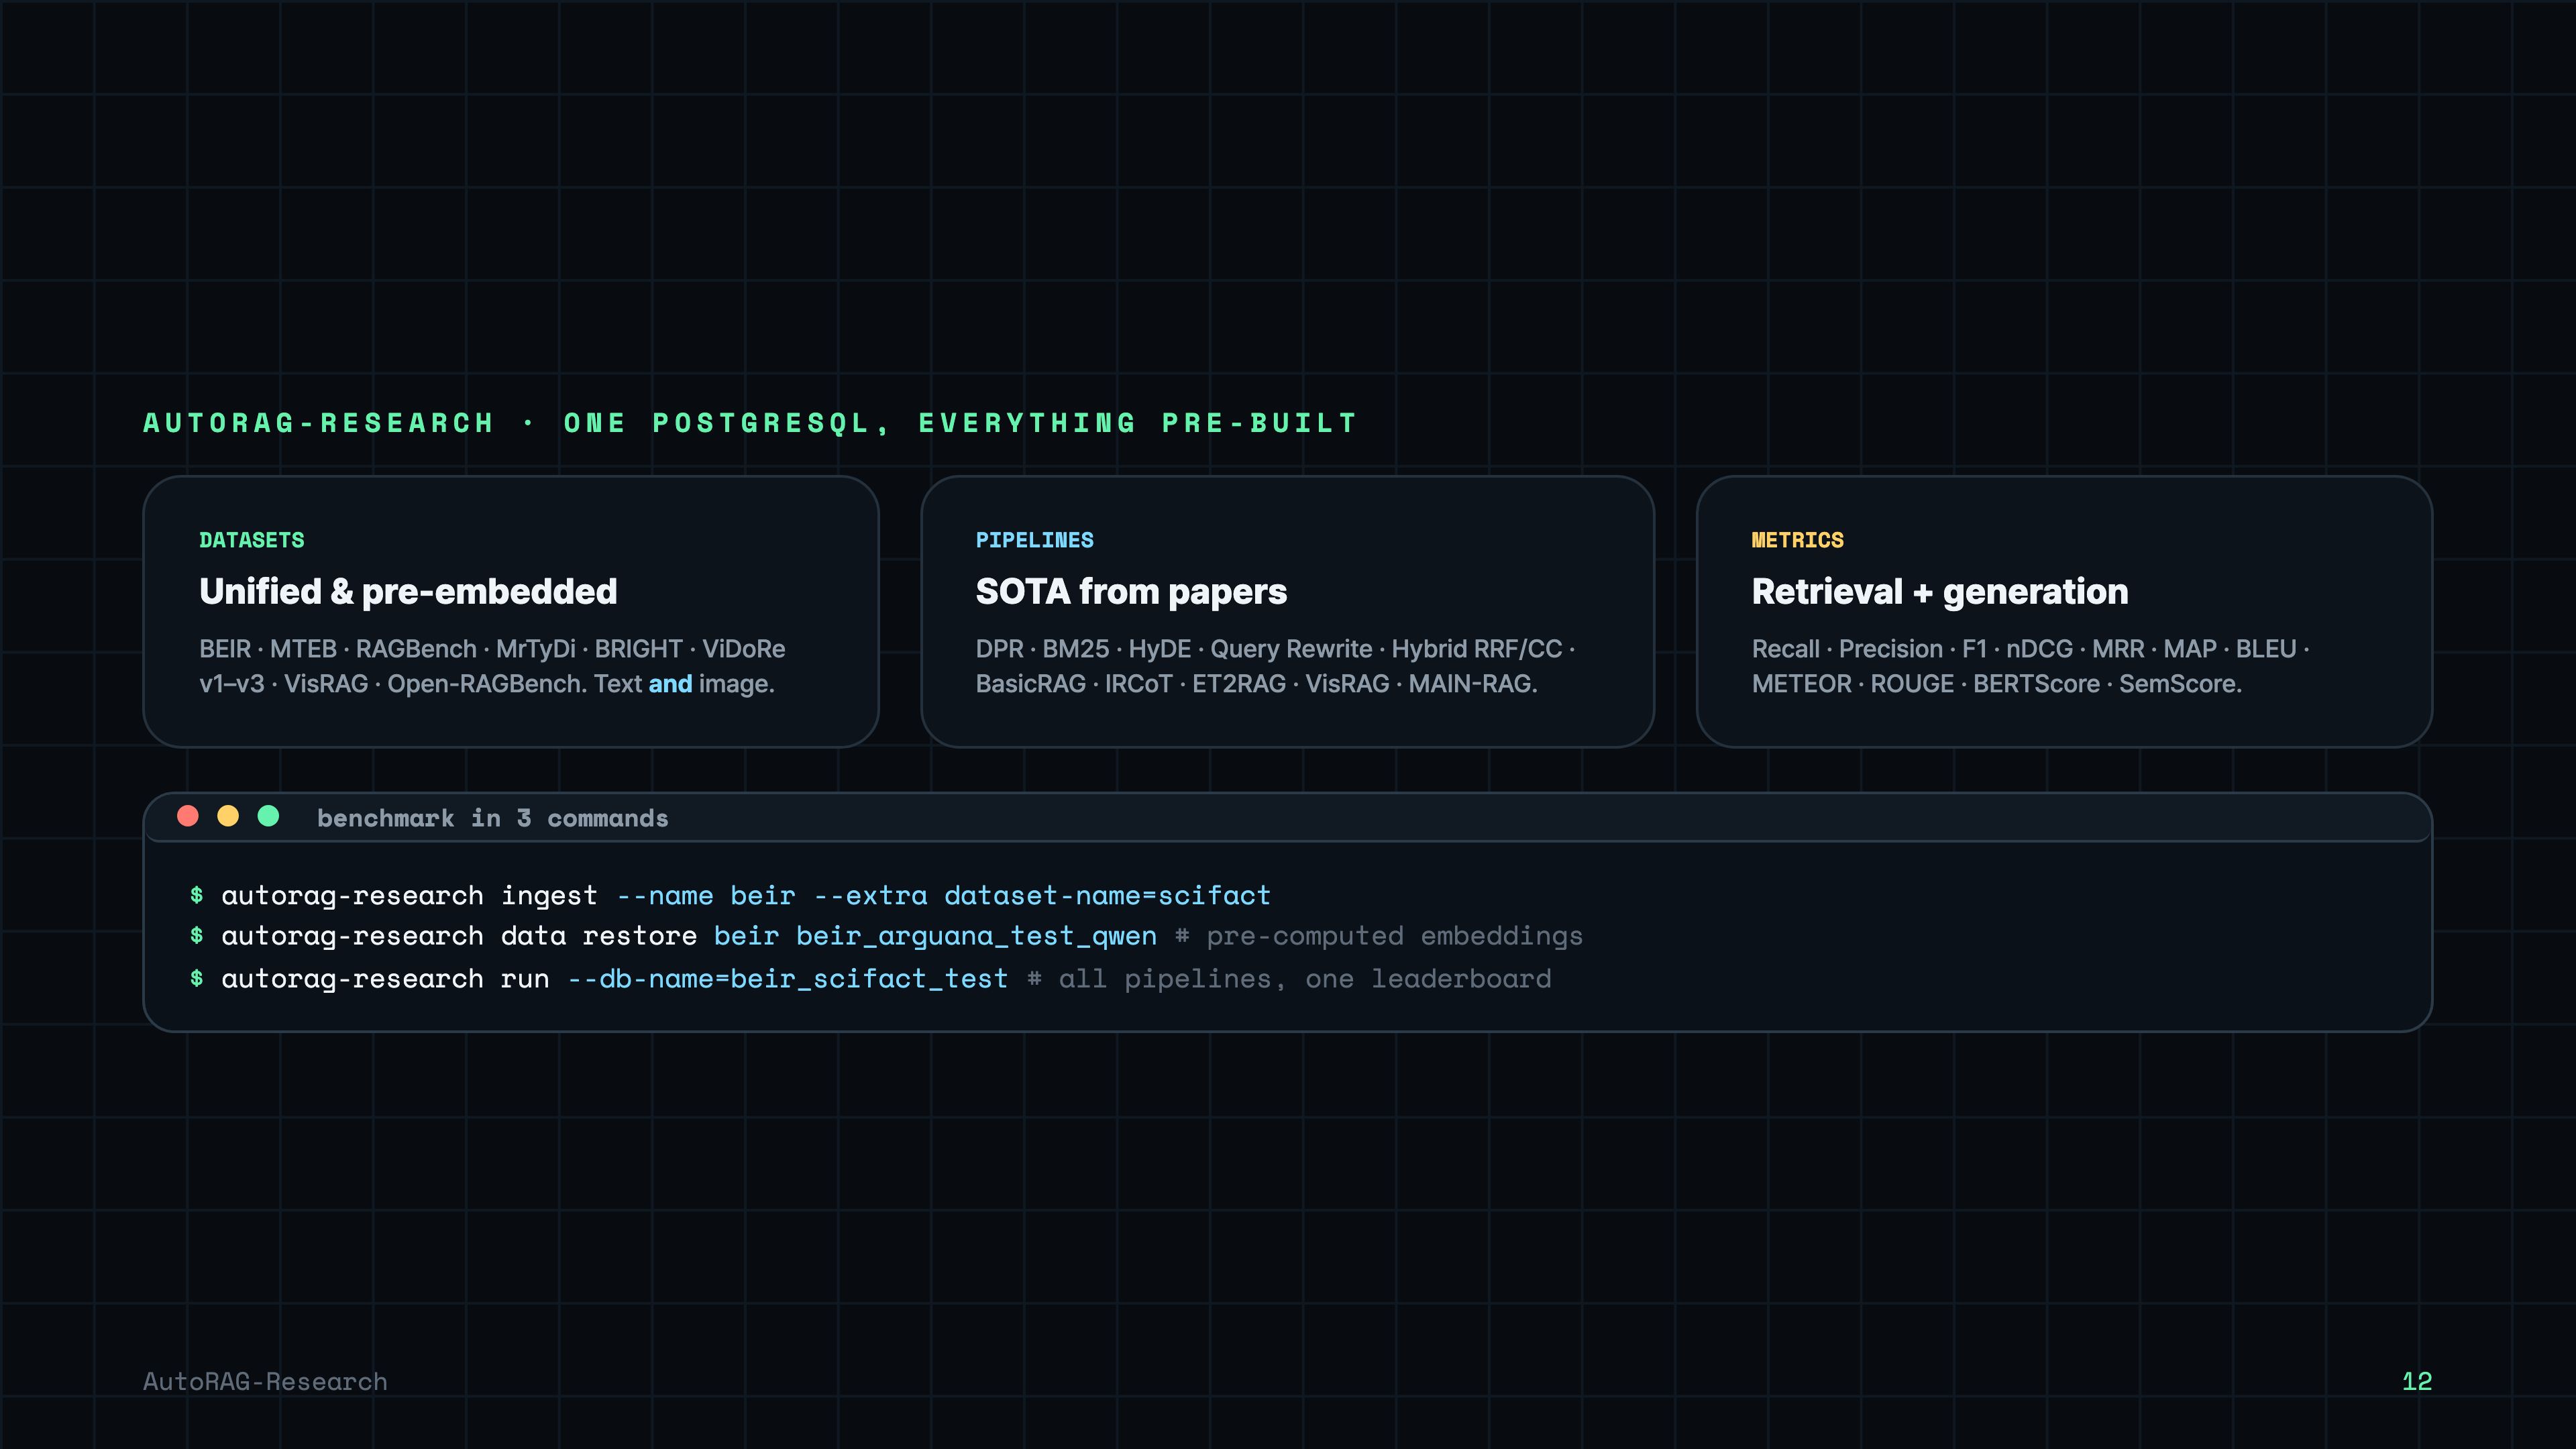 AUTORAG-RESEARCH · ONE POSTGRESQL, EVERYTHING PRE-BUILT
DATASETS
Unified & pre-embedded
BEIR · MTEB · RAGBench · MrTyDi · BRIGHT · ViDoRe
v1–v3 · VisRAG · Open-RAGBench. Text and image.
PIPELINES
SOTA from papers
DPR · BM25 · HyDE · Query Rewrite · Hybrid RRF/CC ·
BasicRAG · IRCoT · ET2RAG · VisRAG · MAIN-RAG.
METRICS
Retrieval + generation
Recall · Precision · F1 · nDCG · MRR · MAP · BLEU ·
METEOR · ROUGE · BERTScore · SemScore.
benchmark in 3 commands
$ autorag-research ingest --name beir --extra dataset-name=scifact
$ autorag-research data restore beir beir_arguana_test_qwen # pre-computed embeddings
$ autorag-research run --db-name=beir_scifact_test # all pipelines, one leaderboard
AutoRAG-Research
12